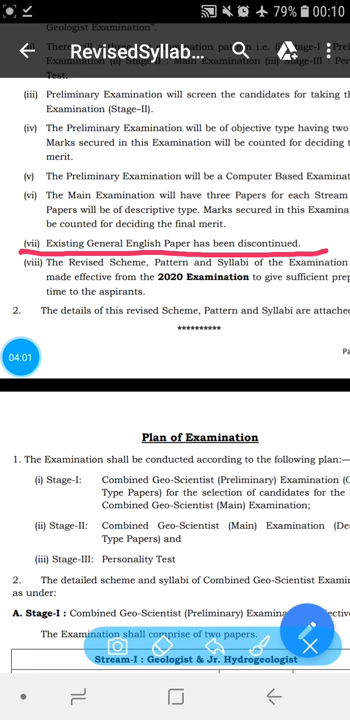 79% 00:10
Geologist Examination".
RevisedSyllab...
Test.
(iii) Preliminary Examination will screen the candidates for taking t
Examination (Stage–II).
(iv) The Preliminary Examination will be of objective type having two
Marks secured in this Examination will be counted for deciding
merit.
(v) The Preliminary Examination will be a Computer Based Examinat
(vi) The Main Examination will have three Papers for each Stream
Papers will be of descriptive type. Marks secured in this Examina
be counted for deciding the final merit.
(vii) Existing General English Paper has been discontinued.
(viii) The Revised Scheme, Pattern and Syllabi of the Examination
made effective from the 2020 Examination to give sufficient prep
time to the aspirants.
2. The details of this revised Scheme, Pattern and Syllabi are attache
**********
04:01
Pa
Plan of Examination
1. The Examination shall be conducted according to the following plan:—
(i) Stage-I: Combined Geo-Scientist (Preliminary) Examination (O
Type Papers) for the selection of candidates for the
Combined Geo-Scientist (Main) Examination;
(ii) Stage-II: Combined Geo-Scientist (Main) Examination (De
Type Papers) and
(iii) Stage-III: Personality Test
2. The detailed scheme and syllabi of Combined Geo-Scientist Examin
as under:
A. Stage-I : Combined Geo-Scientist (Preliminary) Examina ective
The Examination shall comprise of two papers.
Stream-I : Geologist & Jr. Hydrogeologist